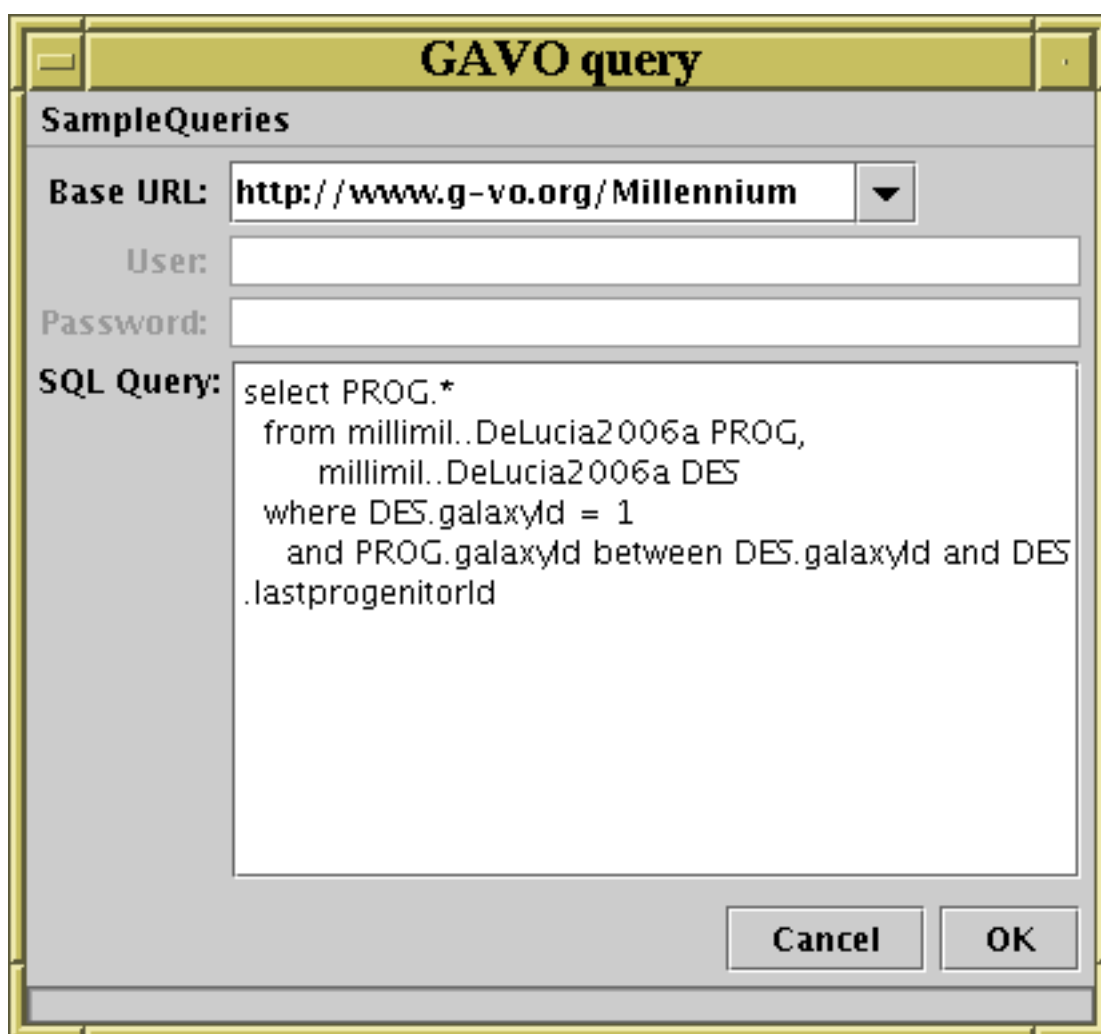 GAVO query
SampleQueries
Base URL: http://www.g-vo.org/Millennium
User:
Password:
SQL Query:
select PROG.*
from millimil..DeLucia2006a PROG,
millimil..DeLucia2006a DES
where DES.galaxyId = 1
and PROG.galaxyId between DES.galaxyId and DES
.lastprogenitorId
Cancel OK